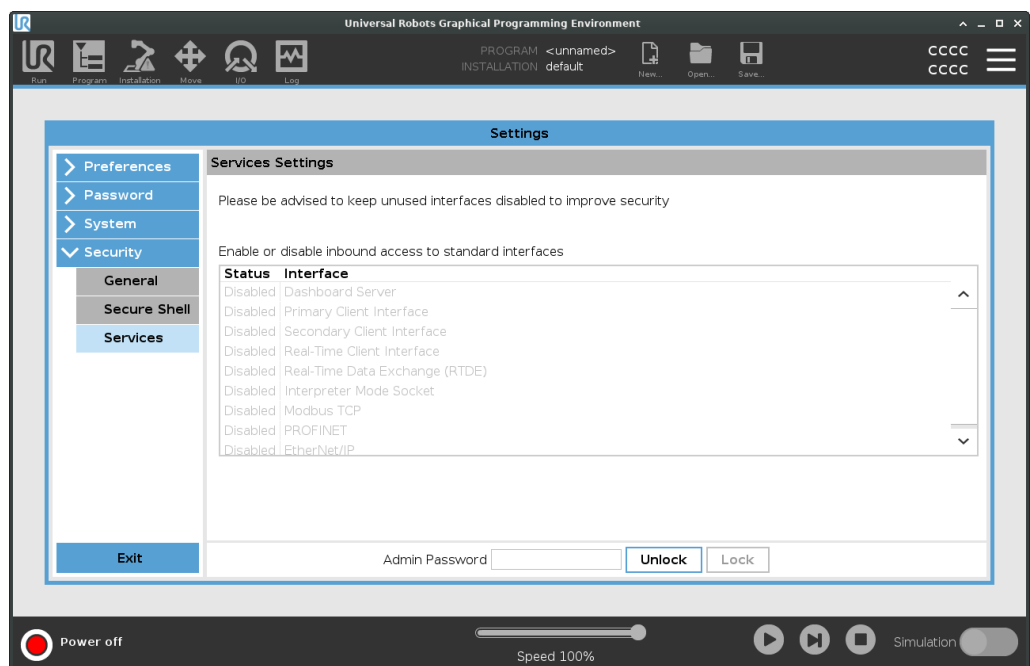 UR
Universal Robots Graphical Programming Environment
UR
Run
Program
Installation
Move
I/O
Log
PROGRAM <unnamed>
INSTALLATION default
New...
Open...
Save...
CCCC
CCCC
Settings
Preferences
Password
System
Security
General
Secure Shell
Services
Exit
Services Settings
Please be advised to keep unused interfaces disabled to improve security
Enable or disable inbound access to standard interfaces
Status Interface
Disabled Dashboard Server
Disabled Primary Client Interface
Disabled Secondary Client Interface
Disabled Real-Time Client Interface
Disabled Real-Time Data Exchange (RTDE)
Disabled Interpreter Mode Socket
Disabled Modbus TCP
Disabled PROFINET
Disabled EtherNet/IP
Admin Password
Unlock
Lock
Power off
Speed 100%
Simulation